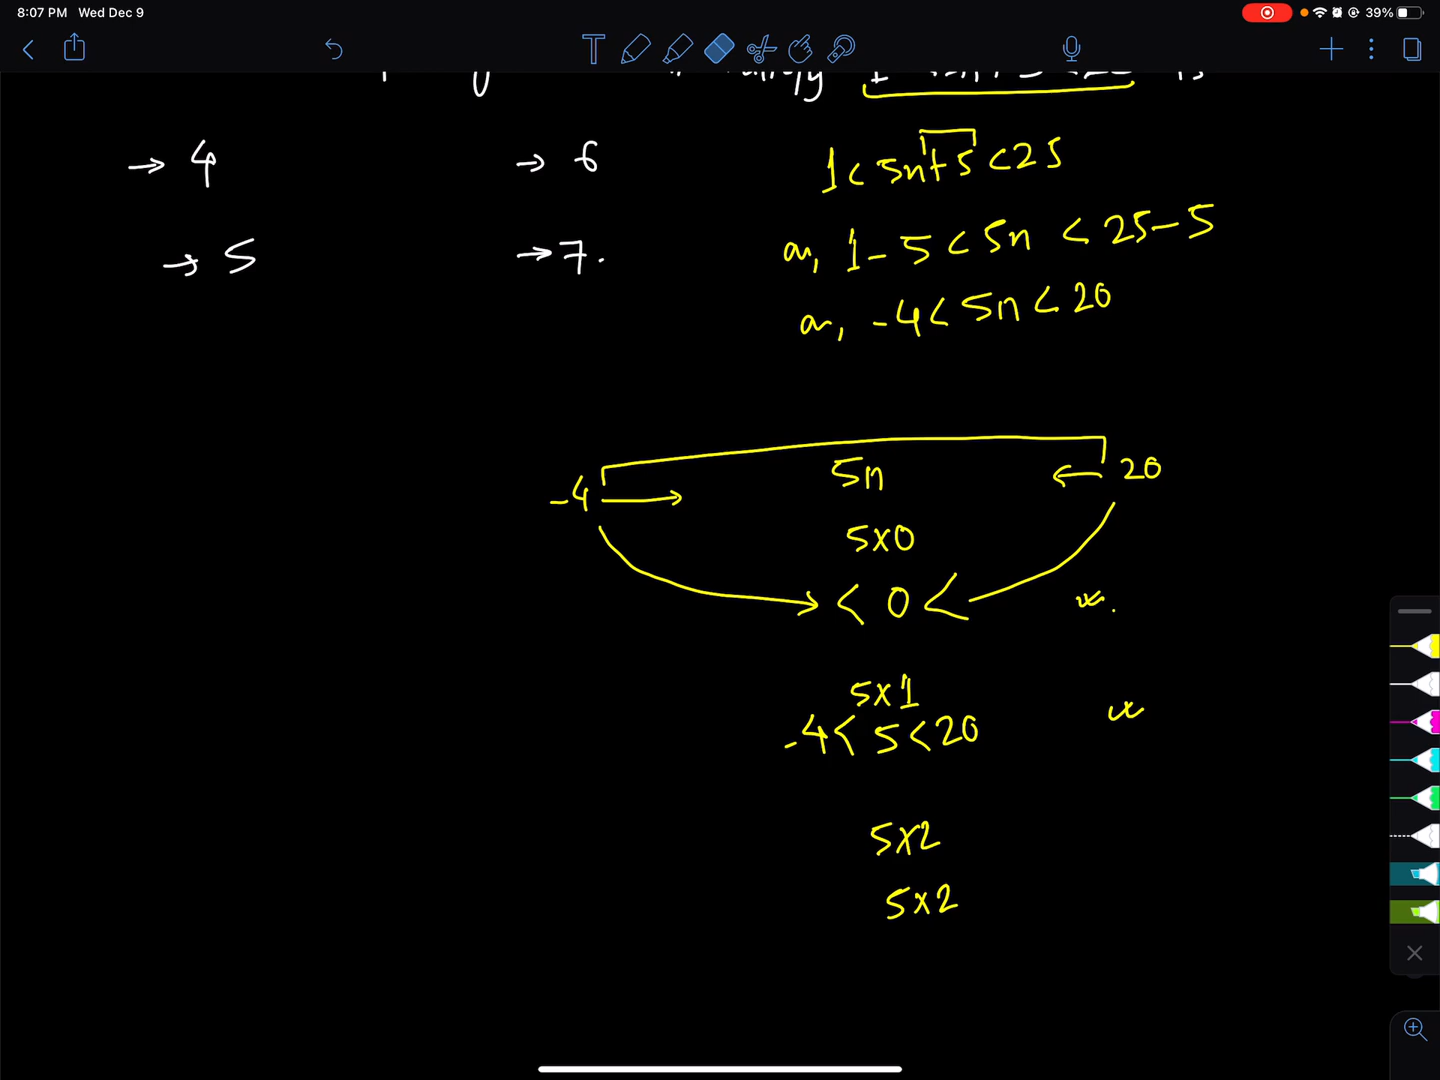 8:07 PM Wed Dec 9
39%
→ 4
→ 6
1 < 5n + 5 < 25
→ 5
→ 7.
or, 1 - 5 < 5n < 25 - 5
or, -4 < 5n < 20
-4 → 5n ← 20
5 x 0
< 0 <
5 x 1
-4 < 5 < 20
5 x 2
5 x 2